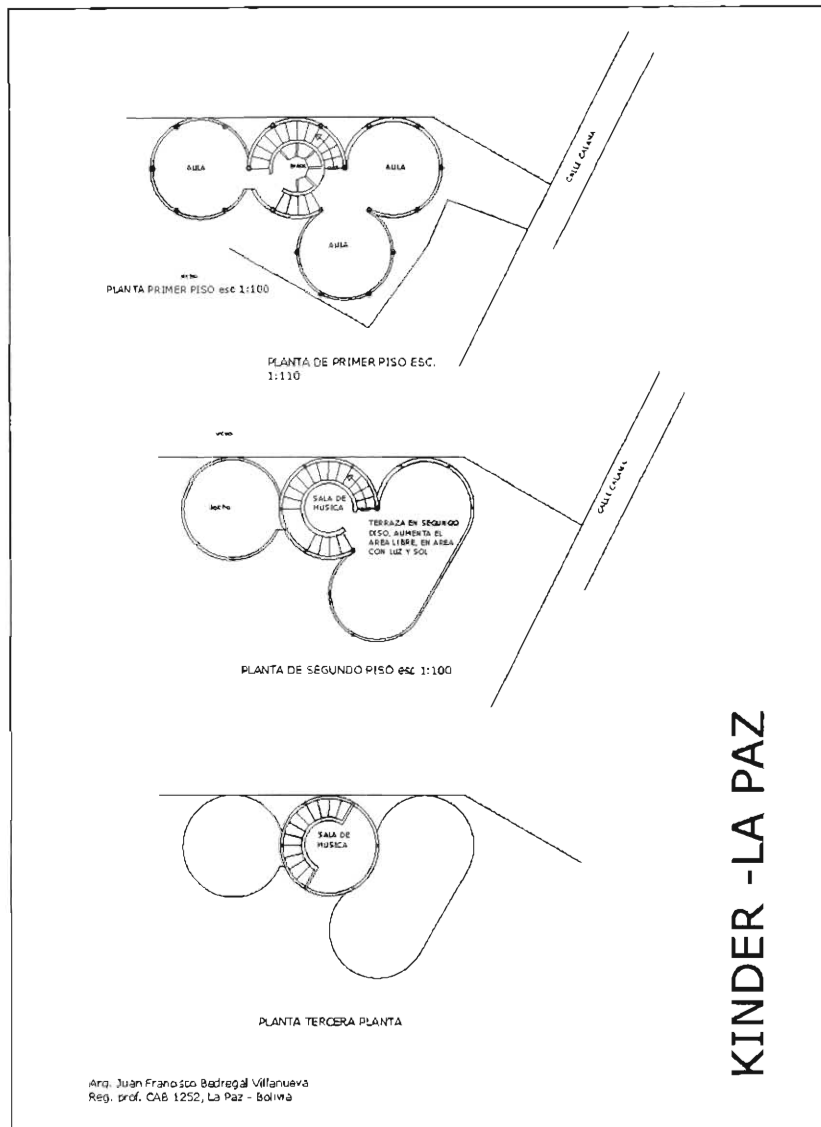 CALLE CALAMA
AULA
BAÑOS
AULA
AULA
PLANTA PRIMER PISO esc 1:100
PLANTA DE PRIMER PISO ESC.
1:110
CALLE CALAMA
techo
SALA DE
MUSICA
TERRAZA EN SEGUNDO
PISO, AUMENTA EL
AREA LIBRE, EN AREA
CON LUZ Y SOL
PLANTA DE SEGUNDO PISO esc 1:100
SALA DE
MUSICA
PLANTA TERCERA PLANTA
KINDER -LA PAZ
Arq. Juan Francisco Bedregal Villanueva
Reg. prof. CAB 1252, La Paz - Bolivia